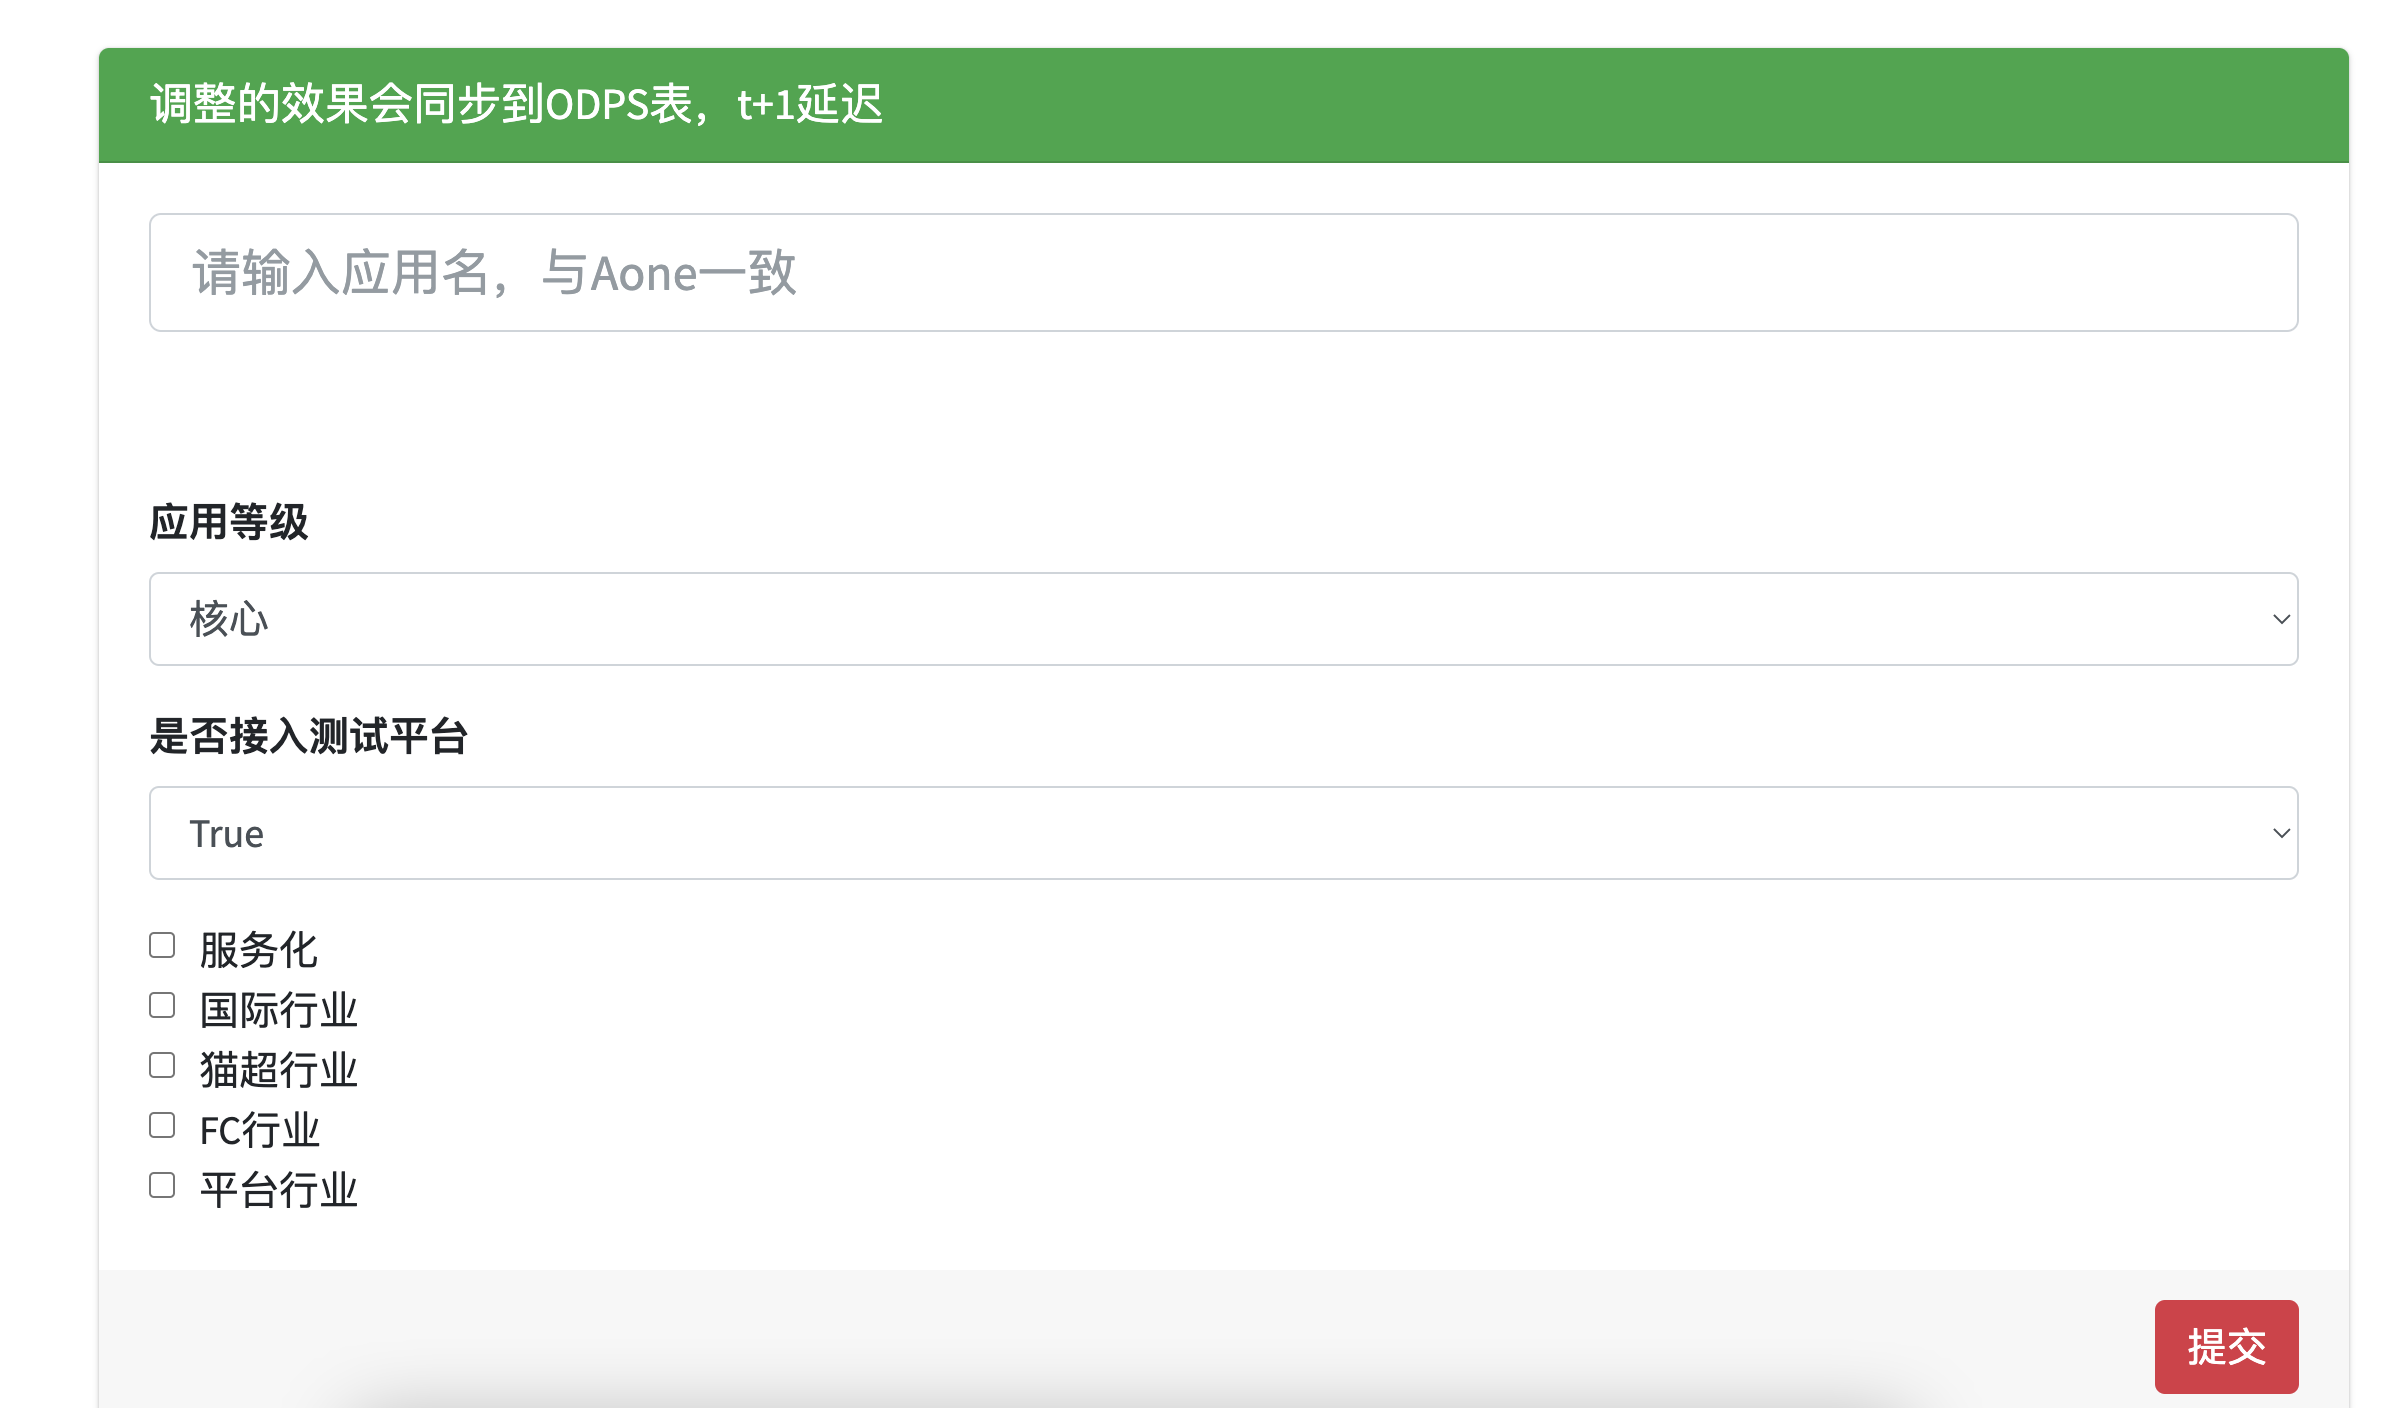 调整的效果会同步到ODPS表，t+1延迟
请输入应用名，与Aone一致
应用等级
核心
是否接入测试平台
True
服务化
国际行业
猫超行业
FC行业
平台行业
提交